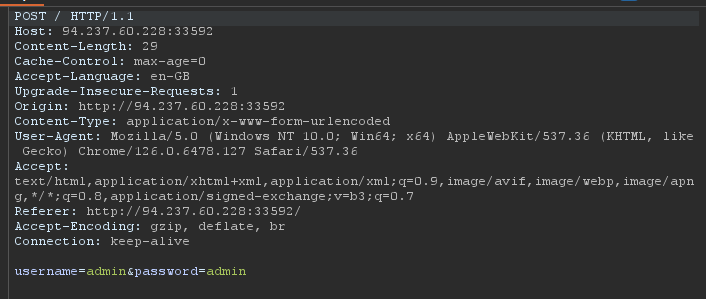 POST / HTTP/1.1
Host: 94.237.60.228:33592
Content-Length: 29
Cache-Control: max-age=0
Accept-Language: en-GB
Upgrade-Insecure-Requests: 1
Origin: http://94.237.60.228:33592
Content-Type: application/x-www-form-urlencoded
User-Agent: Mozilla/5.0 (Windows NT 10.0; Win64; x64) AppleWebKit/537.36 (KHTML, like
Gecko) Chrome/126.0.6478.127 Safari/537.36
Accept:
text/html,application/xhtml+xml,application/xml;q=0.9,image/avif,image/webp,image/apn
g,*/*;q=0.8,application/signed-exchange;v=b3;q=0.7
Referer: http://94.237.60.228:33592/
Accept-Encoding: gzip, deflate, br
Connection: keep-alive
username=admin&password=admin